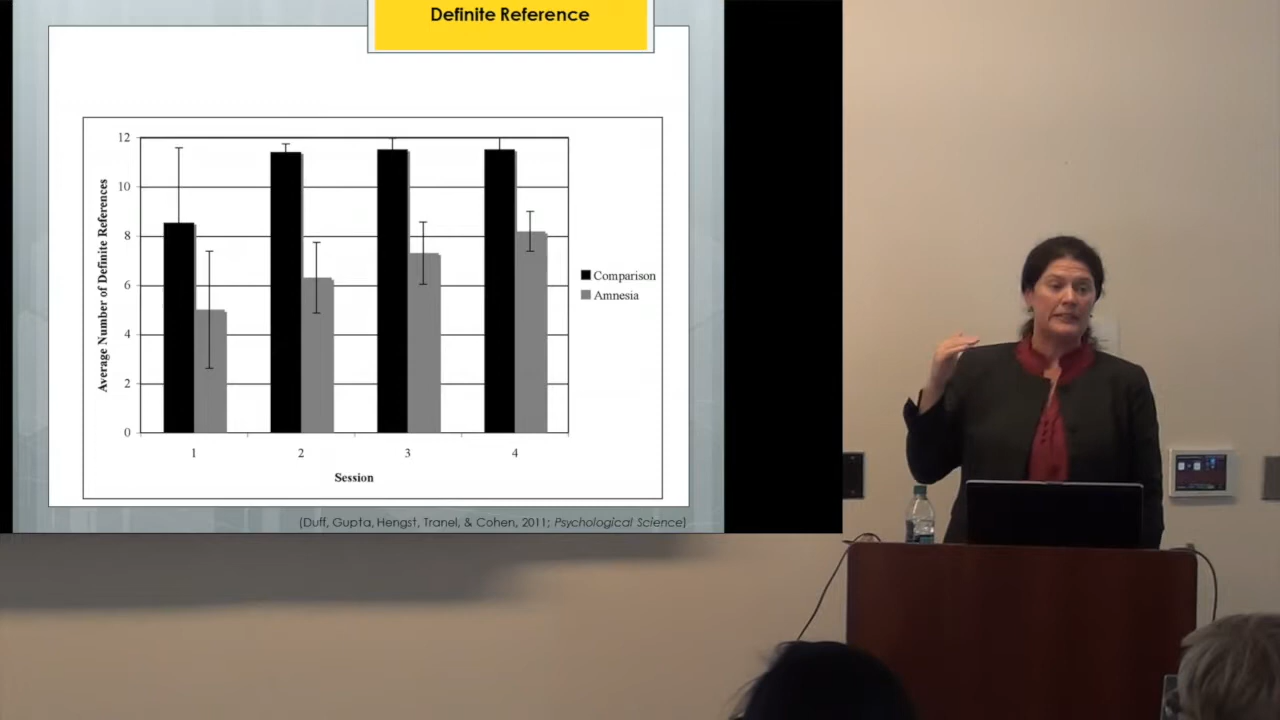 Definite Reference
12
10
8
6
4
2
0
Average Number of Definite References
Comparison
Amnesia
1 2 3 4
Session
(Duff, Gupta, Hengst, Tranel, & Cohen, 2011; Psychological Science)